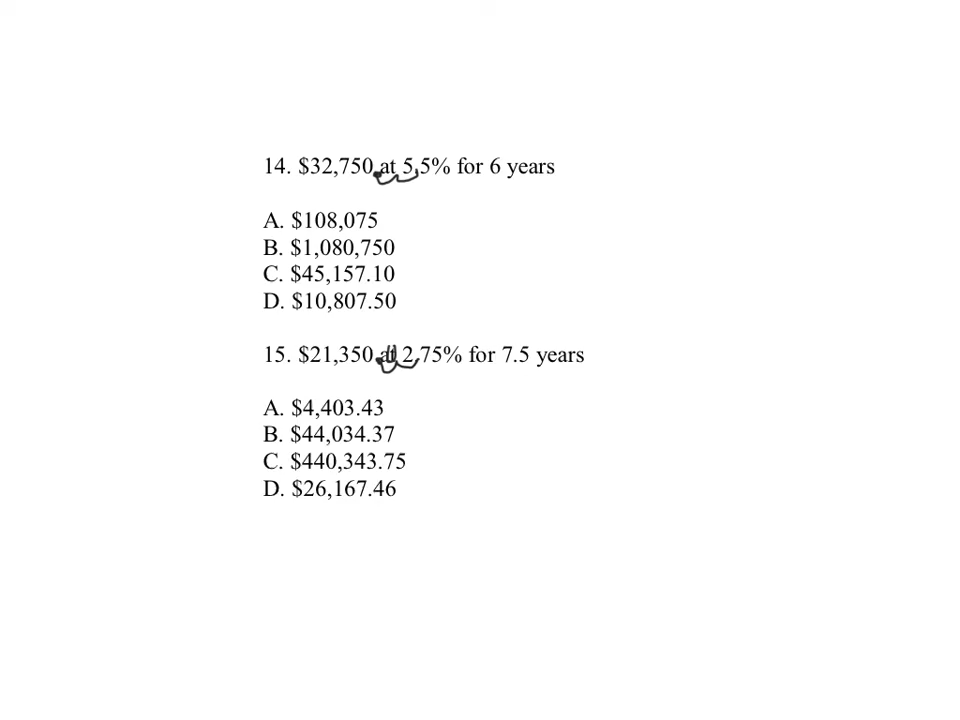 14. $32,750 at 5.5% for 6 years
A. $108,075
B. $1,080,750
C. $45,157.10
D. $10,807.50
15. $21,350 at 2.75% for 7.5 years
A. $4,403.43
B. $44,034.37
C. $440,343.75
D. $26,167.46